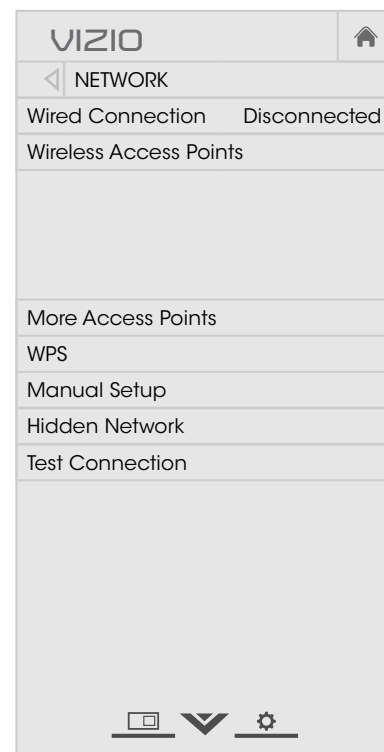 VIZIO
NETWORK
Wired Connection Disconnected
Wireless Access Points
More Access Points
WPS
Manual Setup
Hidden Network
Test Connection